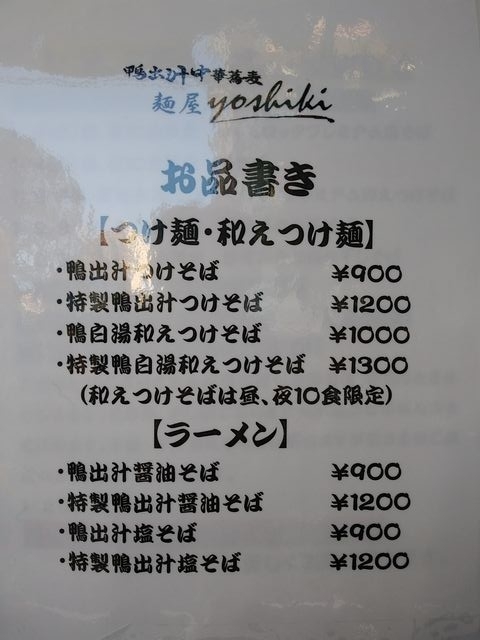 鴨出汁中華蕎麦
麺屋 yoshiki
お品書き
【つけ麺・和えつけ麺】
・鴨出汁つけそば ¥900
・特製鴨出汁つけそば ¥1200
・鴨白湯和えつけそば ¥1000
・特製鴨白湯和えつけそば ¥1300
(和えつけそばは昼、夜10食限定)
【ラーメン】
・鴨出汁醤油そば ¥900
・特製鴨出汁醤油そば ¥1200
・鴨出汁塩そば ¥900
・特製鴨出汁塩そば ¥1200